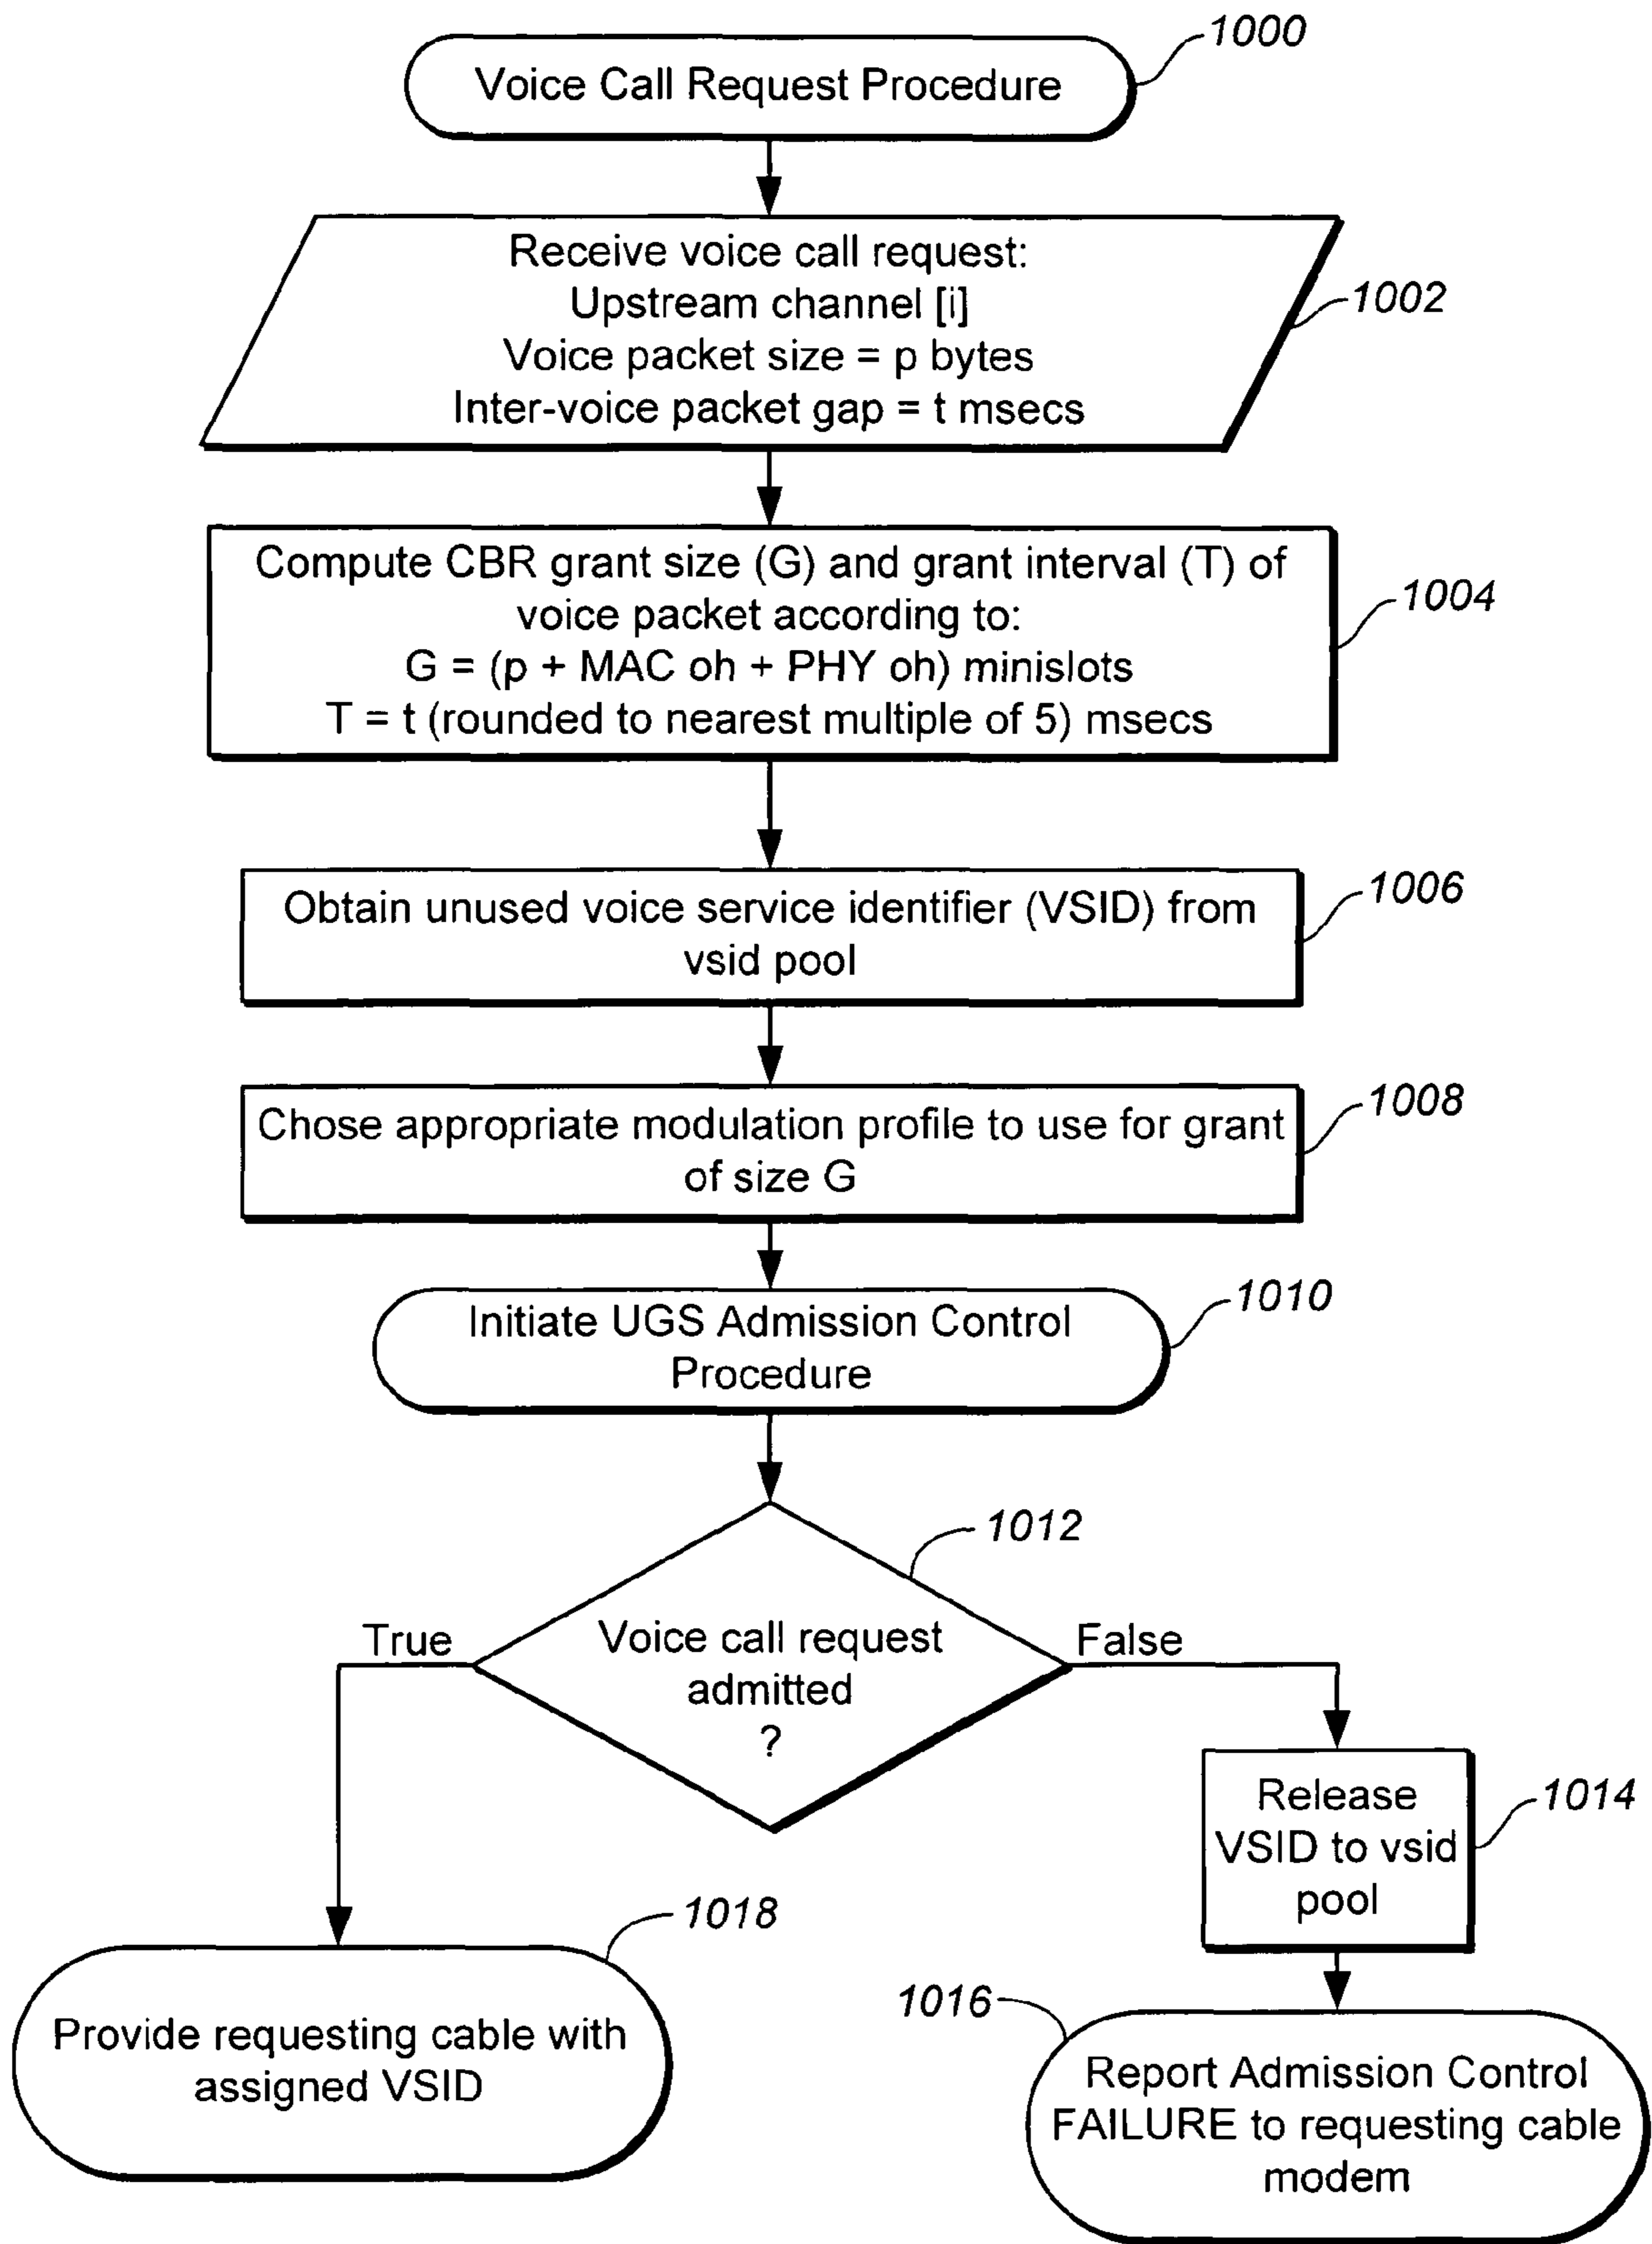 1000
Voice Call Request Procedure
Receive voice call request:
Upstream channel [i]
Voice packet size = p bytes
Inter-voice packet gap = t msecs
1002
Compute CBR grant size (G) and grant interval (T) of
voice packet according to:
G = (p + MAC oh + PHY oh) minislots
T = t (rounded to nearest multiple of 5) msecs
1004
Obtain unused voice service identifier (VSID) from
vsid pool
1006
Chose appropriate modulation profile to use for grant
of size G
1008
Initiate UGS Admission Control
Procedure
1010
1012
Voice call request
admitted
?
True
False
Release
VSID to vsid
pool
1014
1018
Provide requesting cable with
assigned VSID
1016
Report Admission Control
FAILURE to requesting cable
modem